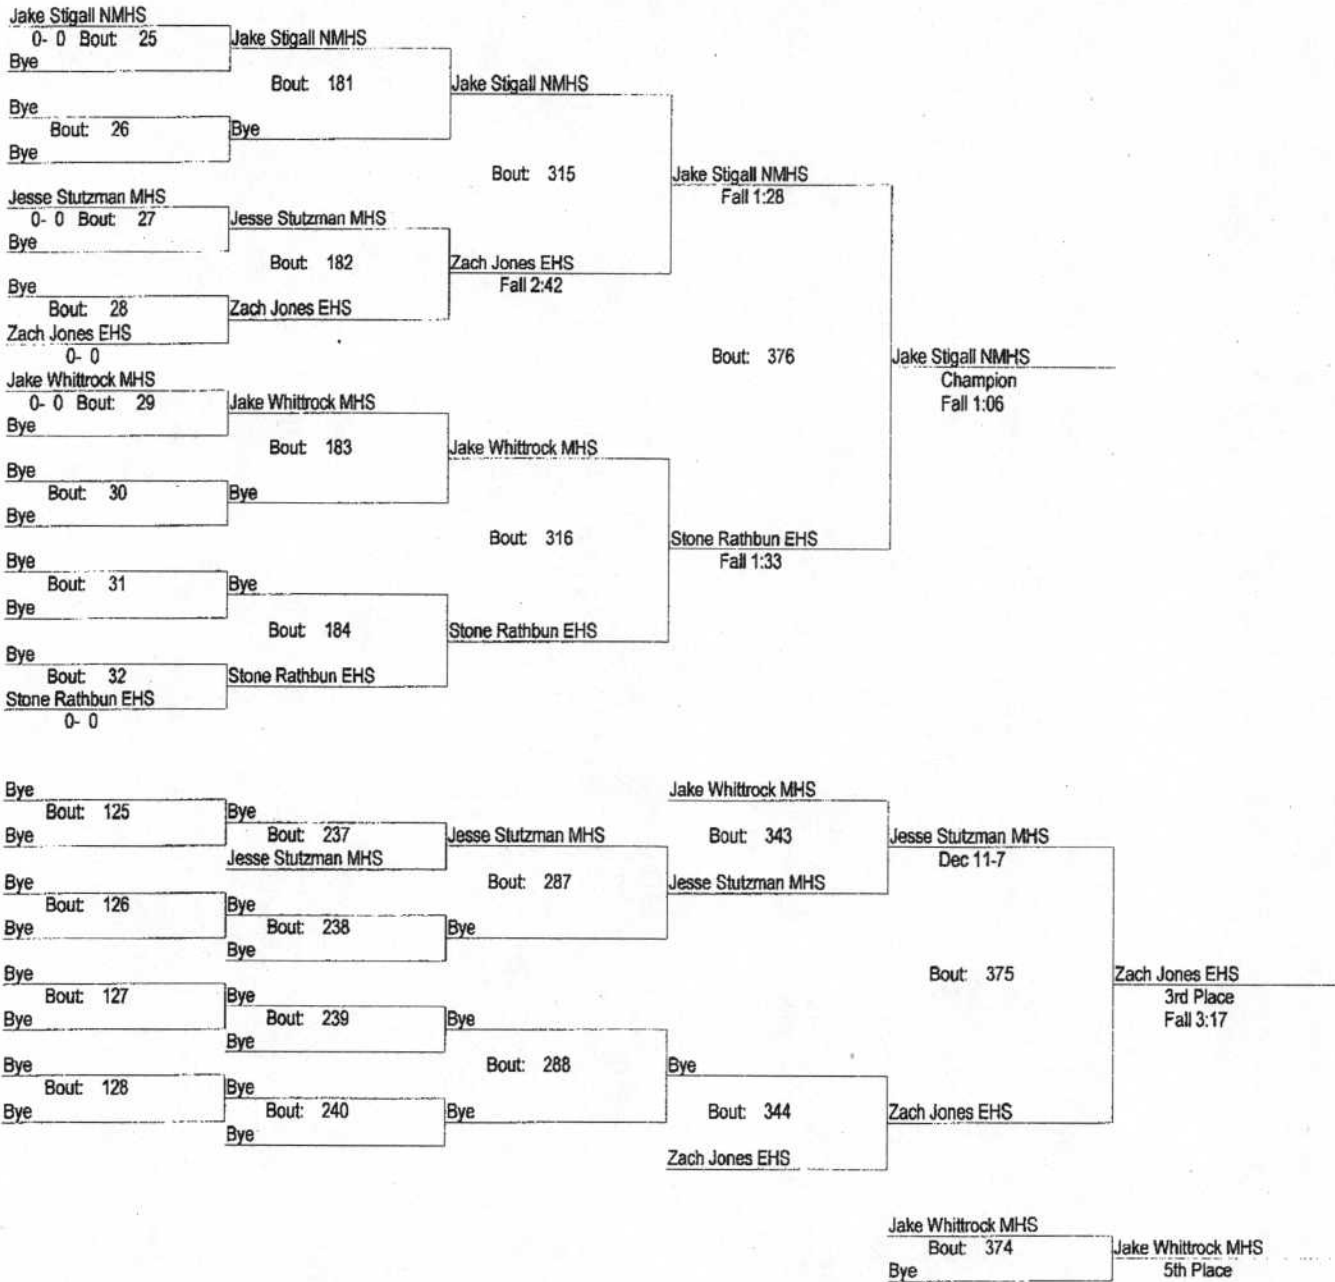 Jake Stigall NMHS
0- 0 Bout: 25
Bye
Jake Stigall NMHS
Bout: 181
Bye
Bout: 26
Bye
Bye
Jake Stigall NMHS
Bout: 315
Jesse Stutzman MHS
0- 0 Bout: 27
Bye
Jesse Stutzman MHS
Bout: 182
Bye
Bout: 28
Zach Jones EHS
0- 0
Zach Jones EHS
Zach Jones EHS
Fall 2:42
Jake Stigall NMHS
Fall 1:28
Bout: 376
Jake Whittrock MHS
0- 0 Bout: 29
Bye
Jake Whittrock MHS
Bout: 183
Bye
Bout: 30
Bye
Bye
Jake Whittrock MHS
Bout: 316
Bye
Bout: 31
Bye
Bye
Bout: 184
Bye
Bout: 32
Stone Rathbun EHS
0- 0
Stone Rathbun EHS
Stone Rathbun EHS
Stone Rathbun EHS
Fall 1:33
Jake Stigall NMHS
Champion
Fall 1:06
Bye
Bout: 125
Bye
Bye
Bout: 237
Jesse Stutzman MHS
Jesse Stutzman MHS
Bout: 287
Bye
Bout: 126
Bye
Bye
Bout: 238
Bye
Bye
Jake Whittrock MHS
Bout: 343
Jesse Stutzman MHS
Jesse Stutzman MHS
Dec 11-7
Bout: 375
Bye
Bout: 127
Bye
Bye
Bout: 239
Bye
Bye
Bout: 288
Bye
Bout: 128
Bye
Bye
Bout: 240
Bye
Bye
Bye
Bout: 344
Zach Jones EHS
Zach Jones EHS
Zach Jones EHS
3rd Place
Fall 3:17
Jake Whittrock MHS
Bout: 374
Bye
Jake Whittrock MHS
5th Place